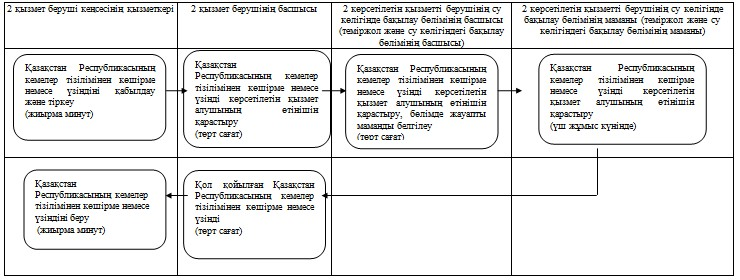 2 қызмет беруші кеңсесінің қызметкері
2 қызмет берушінің басшысы
2 көрсетілетін қызметті берушінің су
көлігінде бақылау бөлімінің басшысы
(теміржол және су көлігіндегі бақылау
бөлімінің басшысы)
2 көрсетілетін қызметті берушінің су көлігінде
бақылау бөлімінің маманы (теміржол және су
көлігіндегі бақылау бөлімінің маманы)
Қазақстан Республикасының
кемелер тізілімінен көшірме
немесе үзіндіні қабылдау
және тіркеу
(жиырма минут)
Қазақстан
Республикасының кемелер
тізілімінен көшірме немесе
үзінді көрсетілетін қызмет
алушының өтінішін
қарастыру
(төрт сағат)
Қазақстан Республикасының
кемелер тізілімінен көшірме
немесе үзінді көрсетілетін
қызмет алушының өтінішін
қарастыру, бөлімде жауапты
маманды белгілеу
(төрт сағат)
Қазақстан Республикасының
кемелер тізілімінен көшірме
немесе үзінді көрсетілетін
қызмет алушының өтінішін
қарастыру
(үш жұмыс күнінде)
Қазақстан
Республикасының кемелер
тізілімінен көшірме немесе
үзіндіні беру
(жиырма минут)
Қол қойылған Қазақстан
Республикасының кемелер
тізілімінен көшірме немесе
үзінді
(төрт сағат)